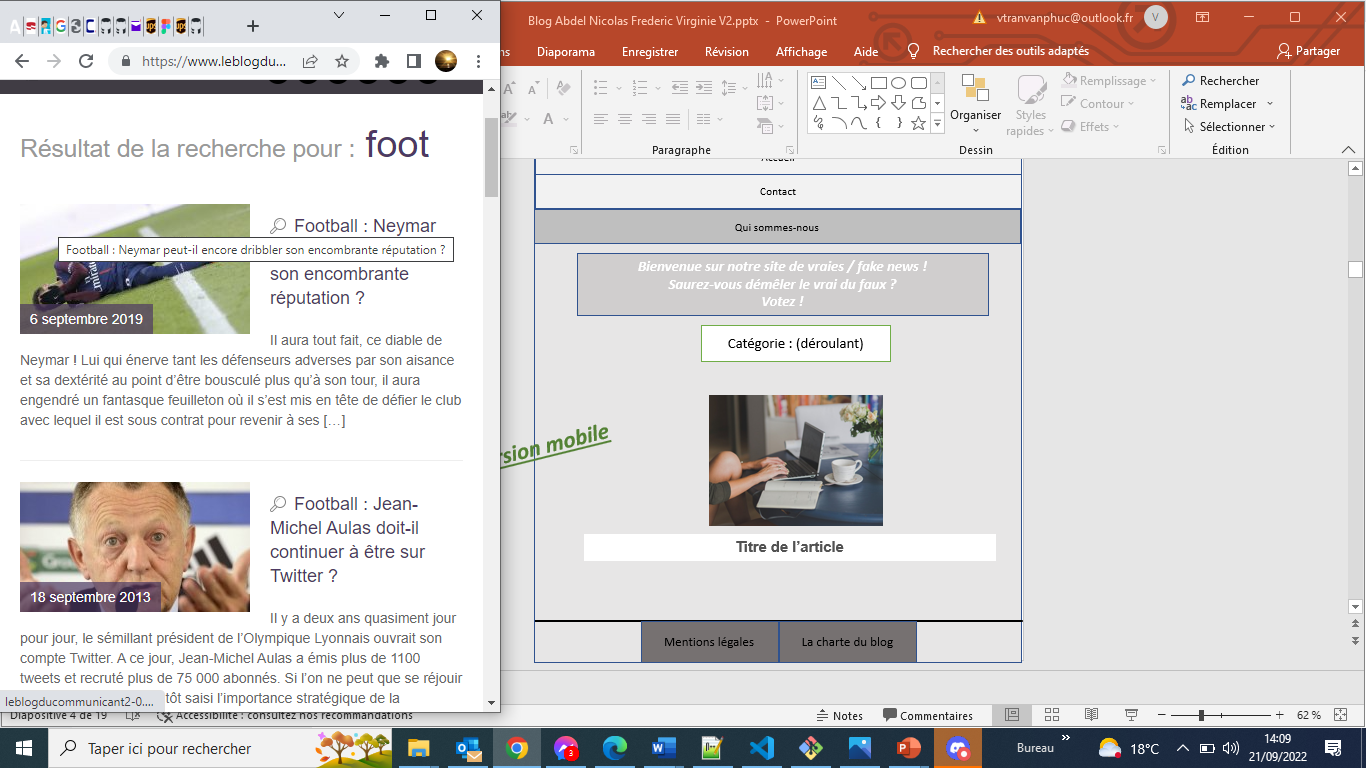 https://www.leblogdu...
Résultat de la recherche pour : foot
Football : Neymar
Football : Neymar peut-il encore dribbler son encombrante réputation ?
son encombrante
réputation ?
6 septembre 2019
Il aura tout fait, ce diable de
Neymar ! Lui qui énerve tant les défenseurs adverses par son aisance
et sa dextérité au point d’être bousculé plus qu’à son tour, il aura
engendré un fantasque feuilleton où il s’est mis en tête de défier le club
avec lequel il est sous contrat pour revenir à ses […]
Football : Jean-
Michel Aulas doit-il
continuer à être sur
Twitter ?
18 septembre 2013
Il y a deux ans quasiment jour
pour jour, le sémillant président de l’Olympique Lyonnais ouvrait son
compte Twitter. A ce jour, Jean-Michel Aulas a émis plus de 1100
tweets et recruté plus de 75 000 abonnés. Si l’on ne peut que se réjouir
tôt saisi l’importance stratégique de la
leblogducommunicant2-0....
Blog Abdel Nicolas Frederic Virginie V2.pptx - PowerPoint
vtranvanphuc@outlook.fr
V
Diaporama Enregistrer Révision Affichage Aide Rechercher des outils adaptés Partager
Organiser
Styles
rapides
Remplissage
Contour
Effets
Rechercher
Remplacer
Sélectionner
Paragraphe Dessin Édition
Accueil
Contact
Qui sommes-nous
Bienvenue sur notre site de vraies / fake news !
Saurez-vous démêler le vrai du faux ?
Votez !
Catégorie : (déroulant)
rsion mobile
Titre de l’article
Mentions légales La charte du blog
Diapositive 4 de 19 Accessibilité : consultez nos recommandations Notes Commentaires 62 %
Taper ici pour rechercher
3
Bureau
18°C
14:09
21/09/2022